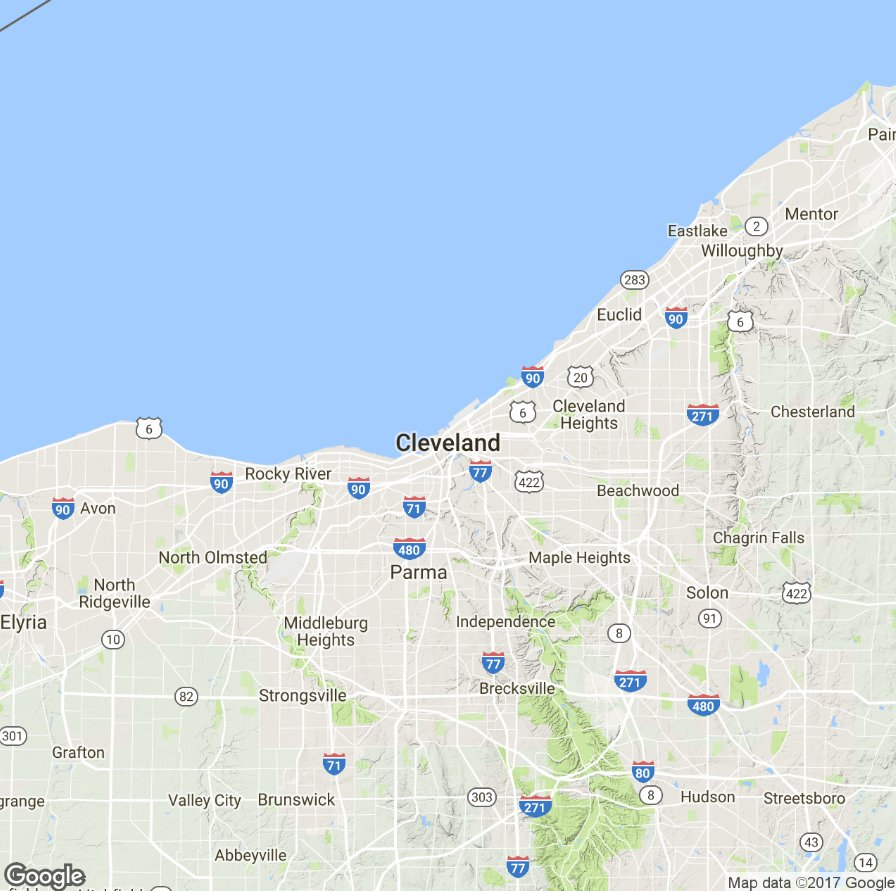 Pain
Mentor
2
Eastlake
Willoughby
283
Euclid
90
6
90
20
Cleveland
Heights
6
271
Chesterland
6
Cleveland
Rocky River
90
90
77
422
Beachwood
90
Avon
71
North Olmsted
480
Parma
Maple Heights
Chagrin Falls
North
Ridgeville
Solon
422
Elyria
10
Middleburg
Heights
Independence
8
91
77
271
Brecksville
82
Strongsville
480
301
Grafton
71
80
grange
Valley City
Brunswick
303
271
8
Hudson
Streetsboro
43
Abbeyville
77
14
Google
Map data ©2017 Google